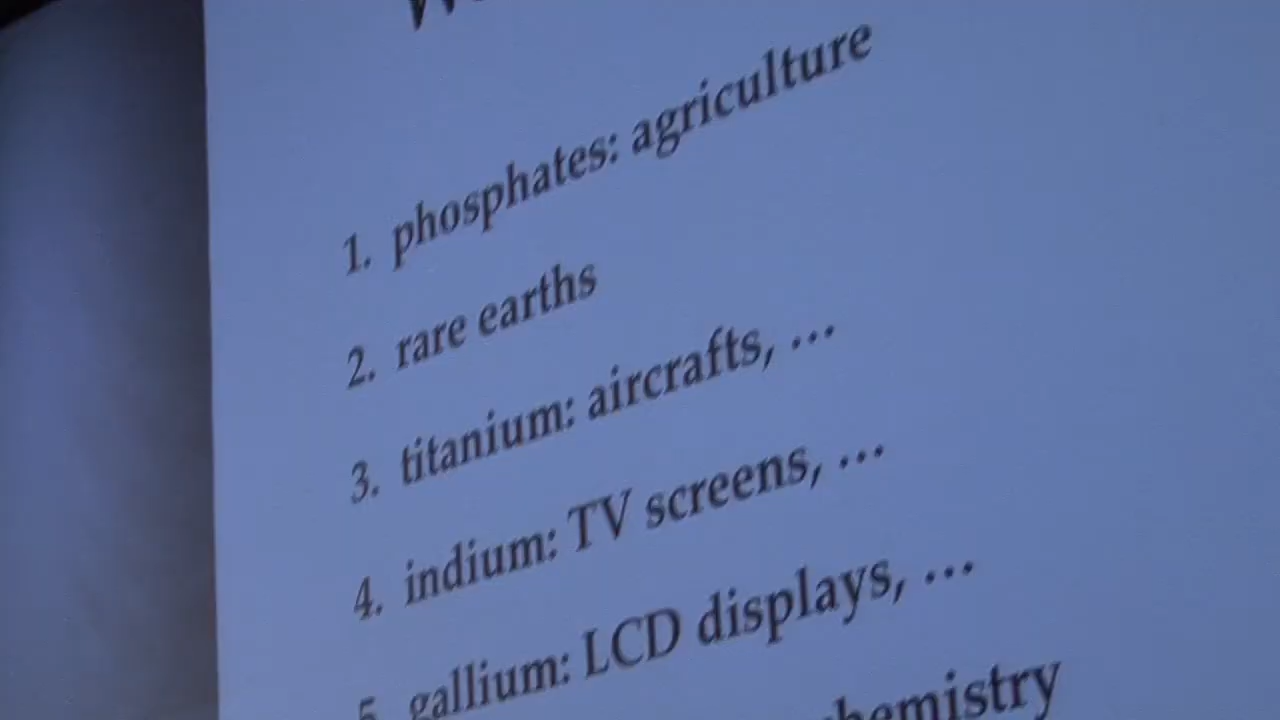 1. phosphates: agriculture
2. rare earths
3. titanium: aircrafts, ...
4. indium: TV screens, ...
5. gallium: LCD displays, ...